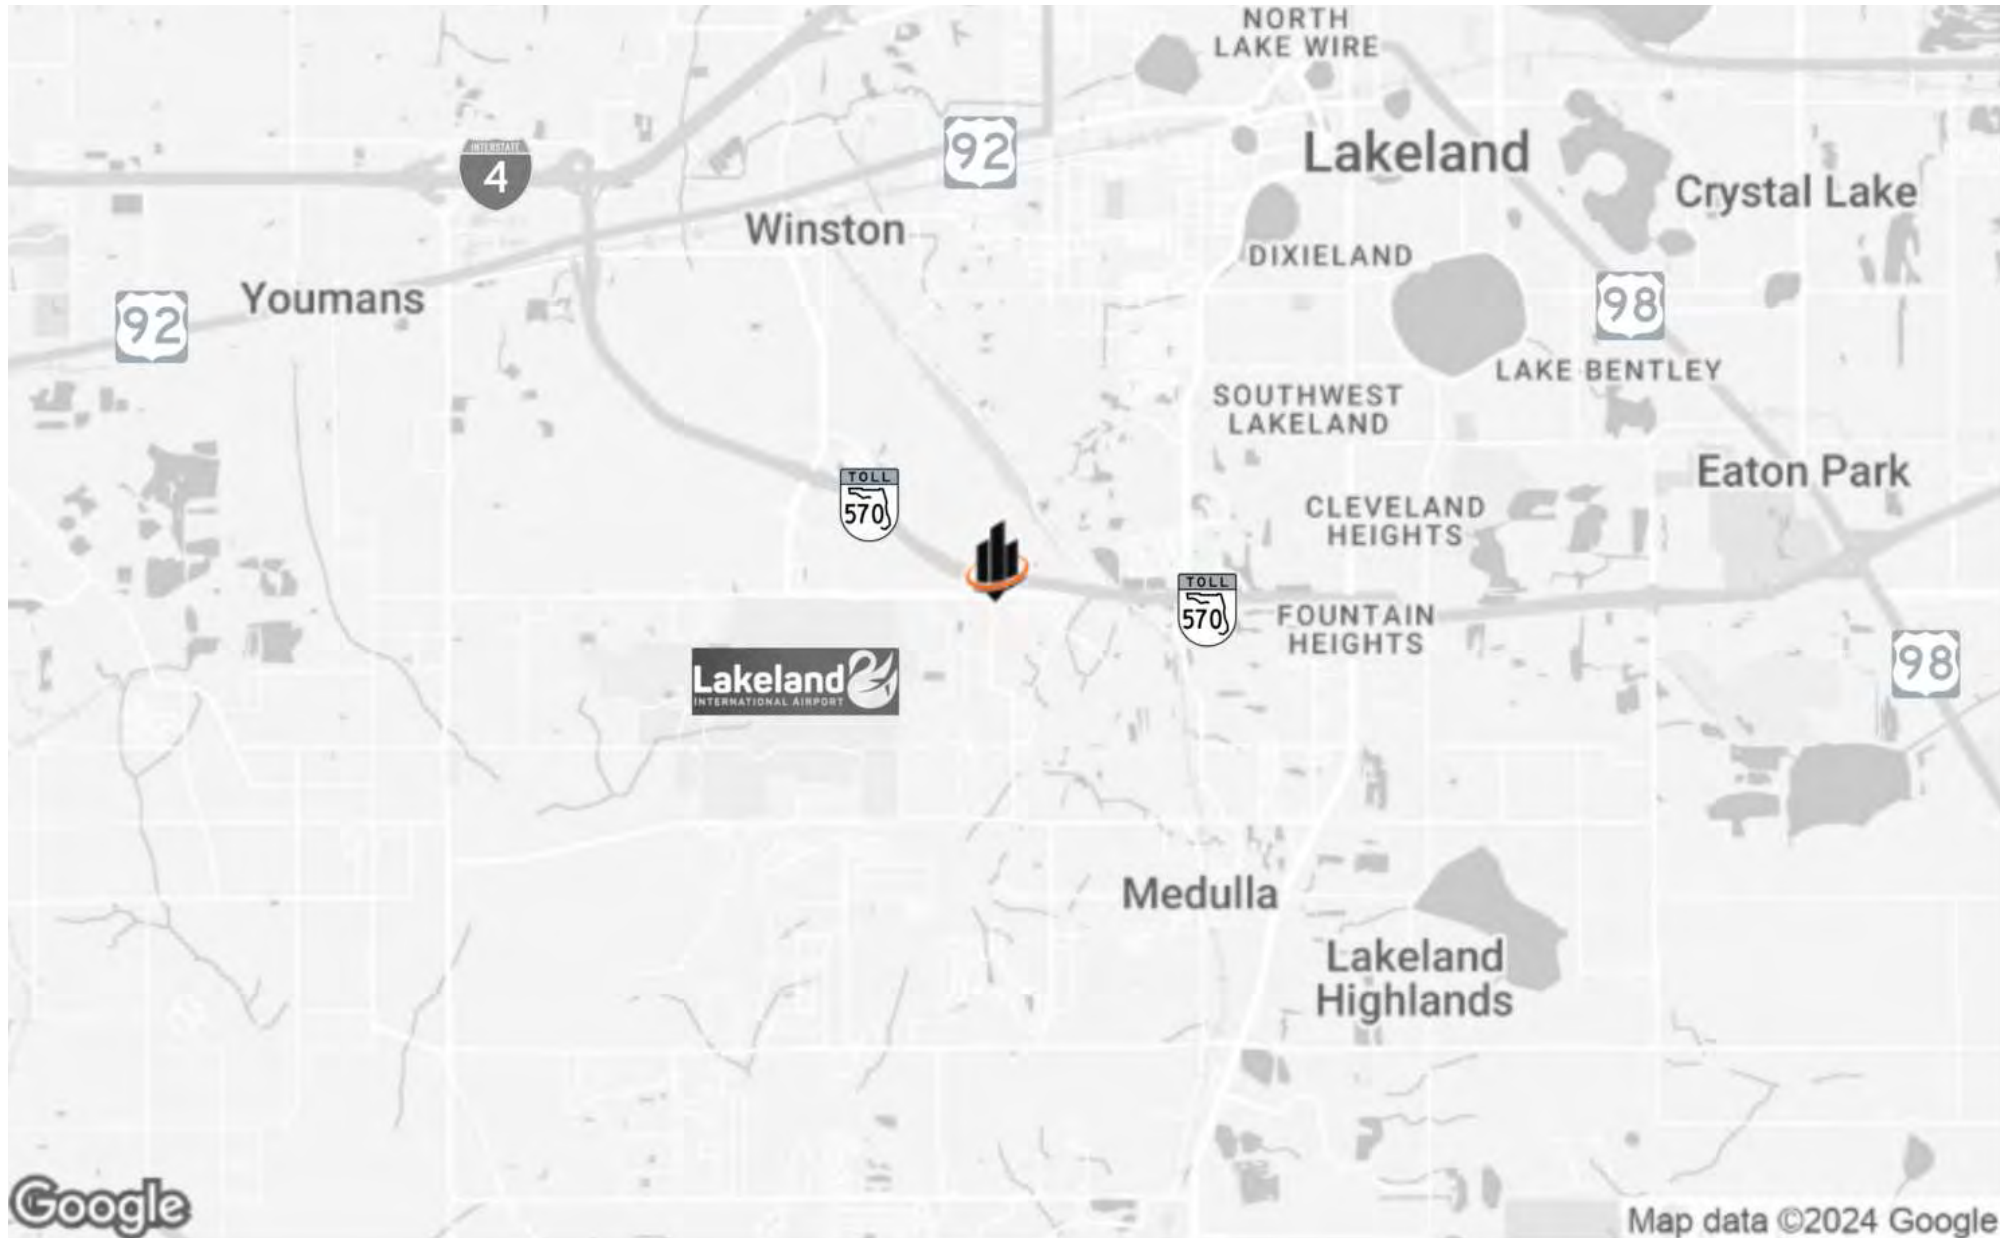 NORTH
LAKE WIRE
92
Lakeland
INTERSTATE
4
Crystal Lake
Winston
DIXIELAND
Youmans
92
98
LAKE BENTLEY
SOUTHWEST
LAKELAND
Eaton Park
TOLL
570
CLEVELAND
HEIGHTS
TOLL
570
FOUNTAIN
HEIGHTS
98
Lakeland
INTERNATIONAL AIRPORT
Medulla
Lakeland
Highlands
Google
Map data ©2024 Google